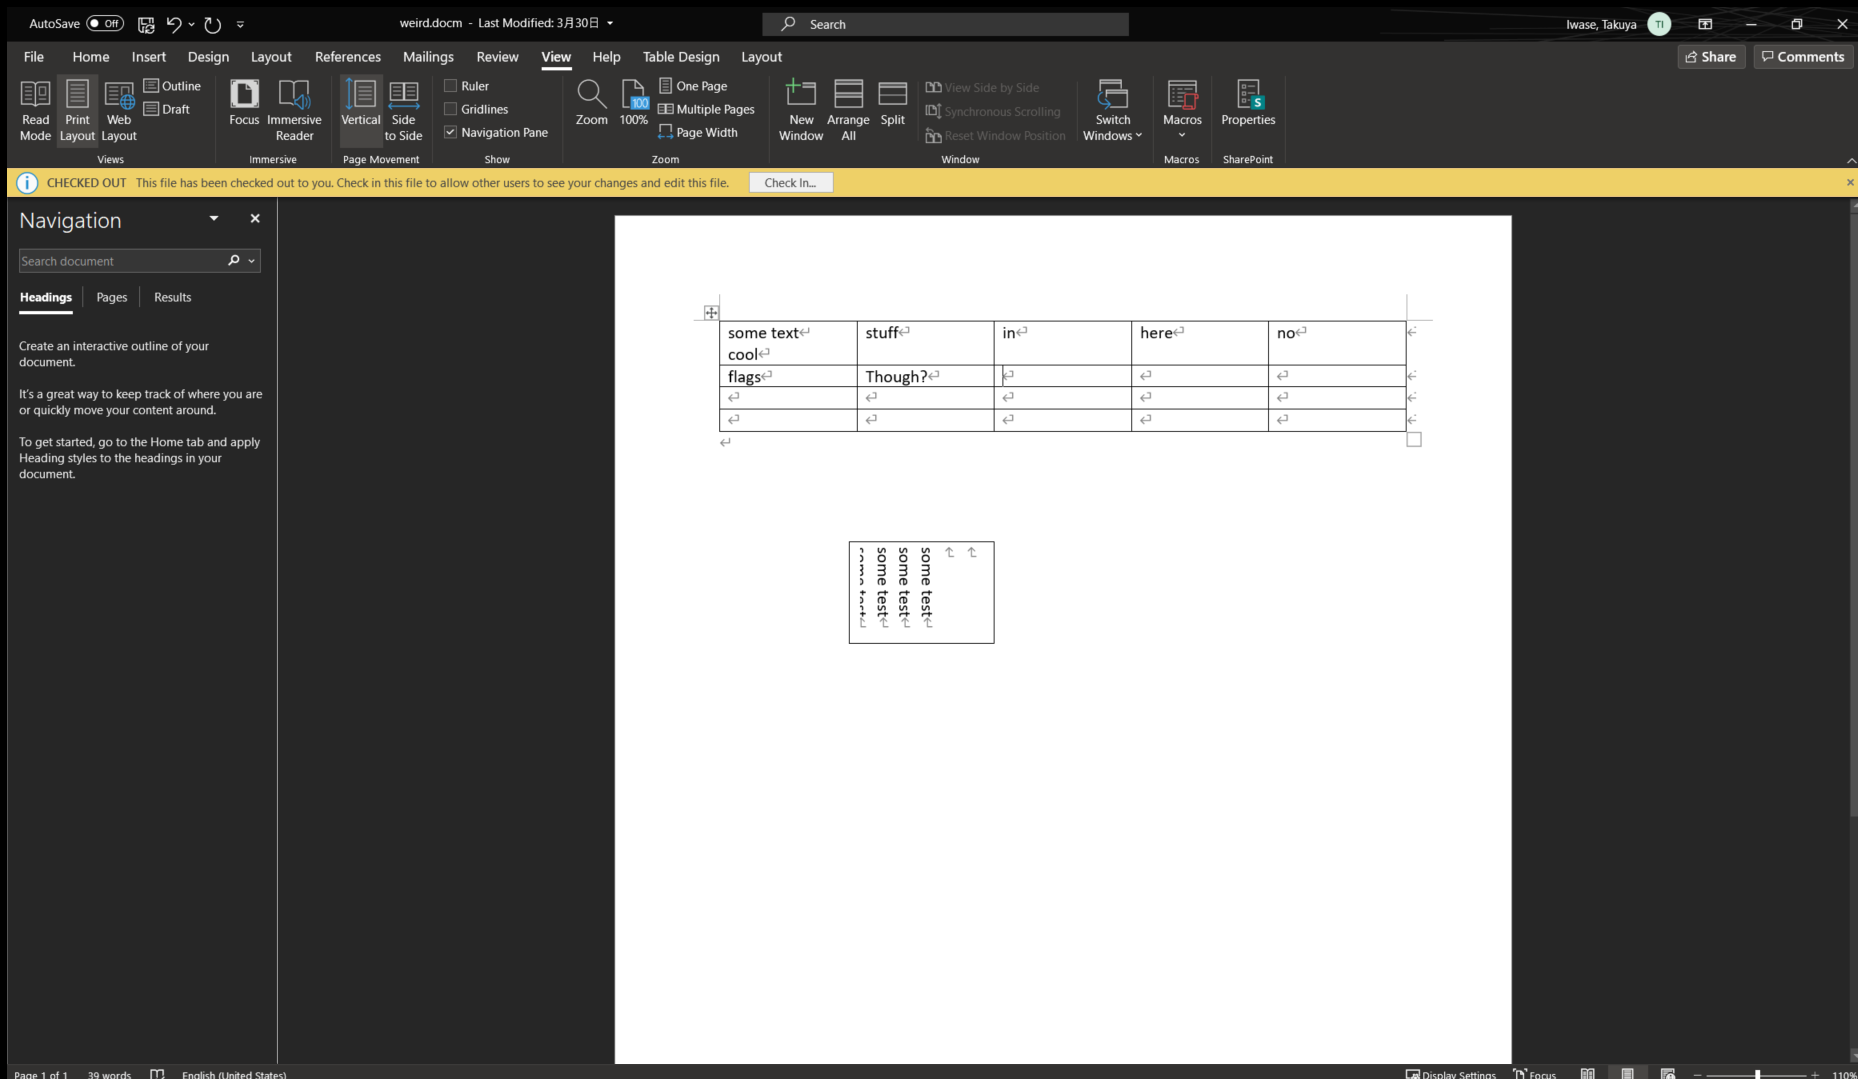 AutoSave Off
weird.docm - Last Modified: 3月30日
Search
Iwase, Takuya TI
File Home Insert Design Layout References Mailings Review View Help Table Design Layout
Share Comments
Read Mode
Print Layout
Web Layout
Outline
Draft
Views
Focus
Immersive Reader
Immersive
Vertical
Side to Side
Page Movement
Ruler
Gridlines
Navigation Pane
Show
Zoom
100
100%
One Page
Multiple Pages
Page Width
Zoom
New Window
Arrange All
Split
View Side by Side
Synchronous Scrolling
Reset Window Position
Switch Windows
Window
Macros
Macros
Properties
SharePoint
CHECKED OUT This file has been checked out to you. Check in this file to allow other users to see your changes and edit this file. Check In...
Navigation
Search document
Headings Pages Results
Create an interactive outline of your
document.
It's a great way to keep track of where you are
or quickly move your content around.
To get started, go to the Home tab and apply
Heading styles to the headings in your
document.
some text stuff in here no
cool
flags Though?
some test
some test
some test
some test
Page 1 of 1 39 words English (United States)
Display Settings Focus 110%